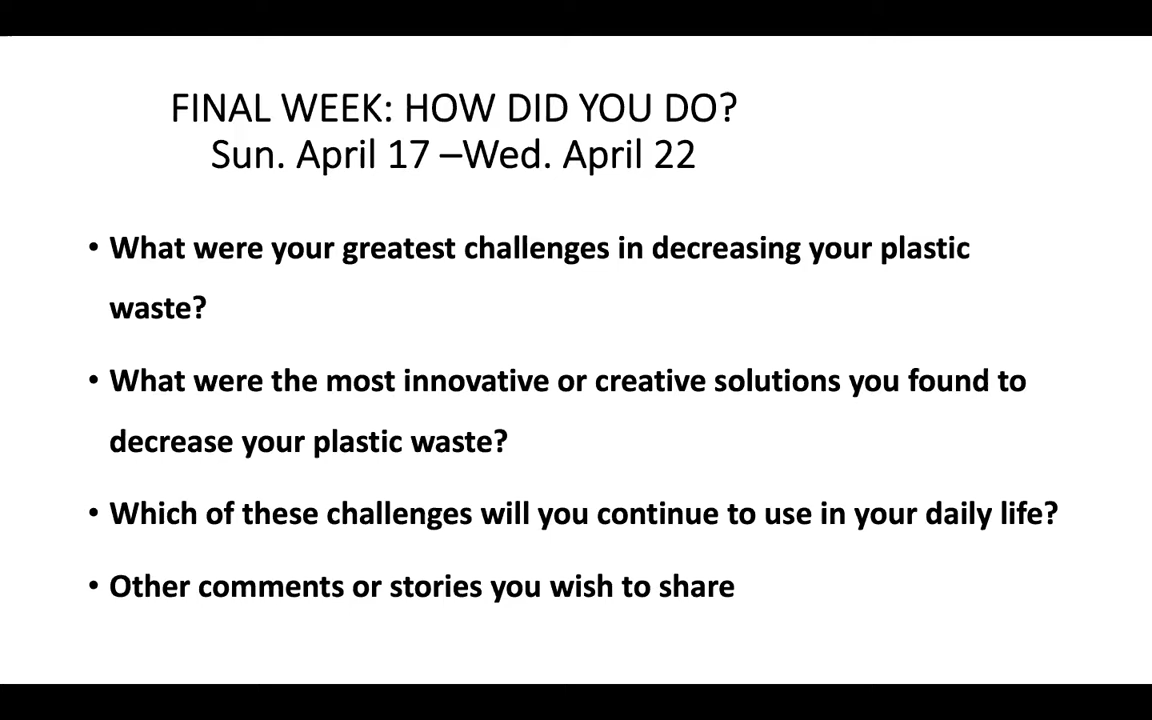 FINAL WEEK: HOW DID YOU DO?
Sun. April 17 –Wed. April 22
• What were your greatest challenges in decreasing your plastic
waste?
• What were the most innovative or creative solutions you found to
decrease your plastic waste?
• Which of these challenges will you continue to use in your daily life?
• Other comments or stories you wish to share